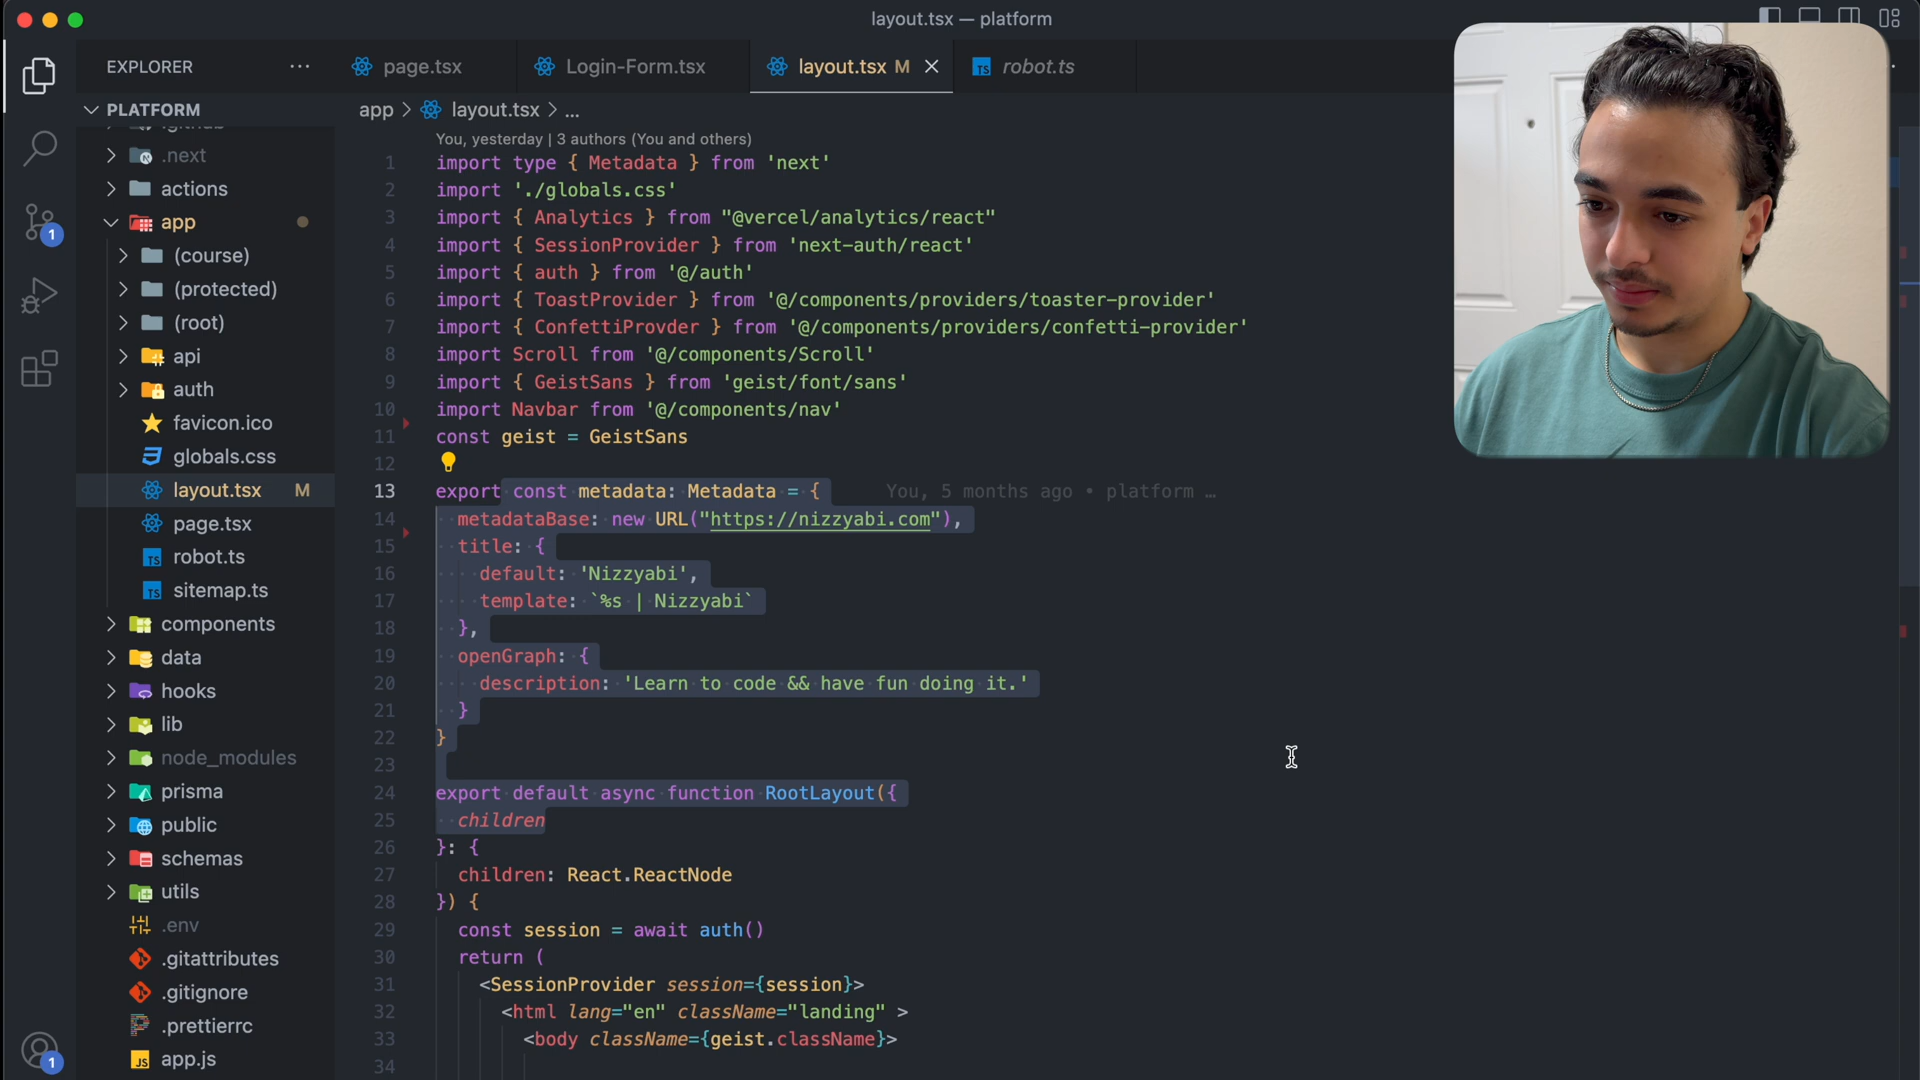 layout.tsx — platform
EXPLORER
page.tsx
Login-Form.tsx
layout.tsx M
robot.ts
PLATFORM
app > layout.tsx > ...
.github
.next
actions
app
(course)
(protected)
(root)
api
auth
favicon.ico
globals.css
layout.tsx M
page.tsx
robot.ts
sitemap.ts
components
data
hooks
lib
node_modules
prisma
public
schemas
utils
.env
.gitattributes
.gitignore
.prettierrc
app.js
1
1
You, yesterday | 3 authors (You and others)
1 import type { Metadata } from 'next'
2 import './globals.css'
3 import { Analytics } from "@vercel/analytics/react"
4 import { SessionProvider } from 'next-auth/react'
5 import { auth } from '@/auth'
6 import { ToastProvider } from '@/components/providers/toaster-provider'
7 import { ConfettiProvder } from '@/components/providers/confetti-provider'
8 import Scroll from '@/components/Scroll'
9 import { GeistSans } from 'geist/font/sans'
10 import Navbar from '@/components/nav'
11 const geist = GeistSans
12
13 export const metadata: Metadata = { You, 5 months ago • platform …
14 metadataBase: new URL("https://nizzyabi.com"),
15 title: {
16 default: 'Nizzyabi',
17 template: `%s | Nizzyabi`
18 },
19 openGraph: {
20 description: 'Learn to code && have fun doing it.'
21 }
22 }
23
24 export default async function RootLayout({
25 children
26 }: {
27 children: React.ReactNode
28 }) {
29 const session = await auth()
30 return (
31 <SessionProvider session={session}>
32 <html lang="en" className="landing" >
33 <body className={geist.className}>
34